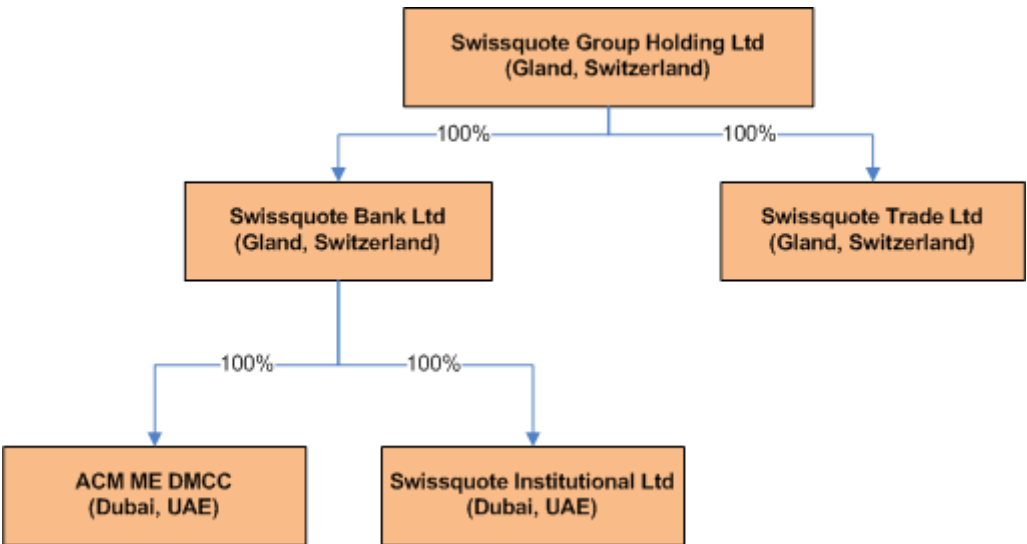 Swissquote Group Holding Ltd
(Gland, Switzerland)
100%
100%
Swissquote Bank Ltd
(Gland, Switzerland)
Swissquote Trade Ltd
(Gland, Switzerland)
100%
100%
ACM ME DMCC
(Dubai, UAE)
Swissquote Institutional Ltd
(Dubai, UAE)